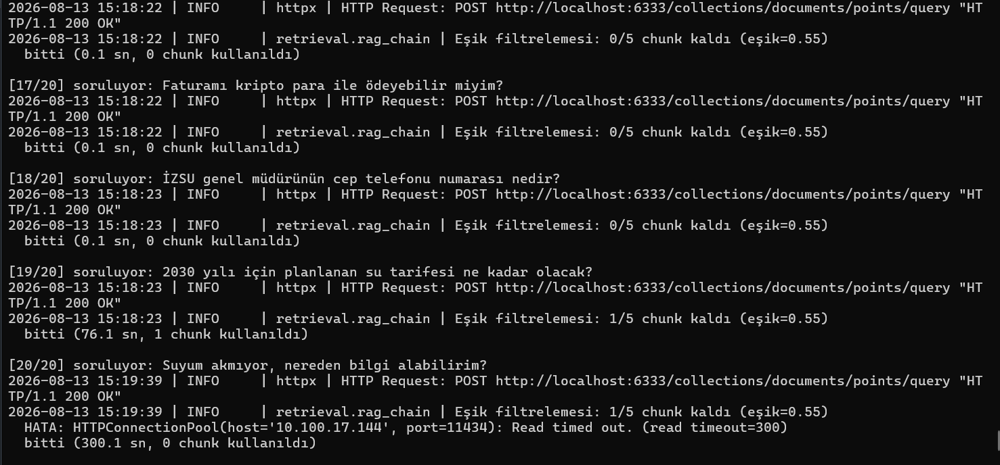 2026-08-13 15:18:22 | INFO     | httpx | HTTP Request: POST http://localhost:6333/collections/documents/points/query "HT
TP/1.1 200 OK"
2026-08-13 15:18:22 | INFO     | retrieval.rag_chain | Eşik filtrelemesi: 0/5 chunk kaldı (eşik=0.55)
  bitti (0.1 sn, 0 chunk kullanıldı)

[17/20] soruluyor: Faturamı kripto para ile ödeyebilir miyim?
2026-08-13 15:18:22 | INFO     | httpx | HTTP Request: POST http://localhost:6333/collections/documents/points/query "HT
TP/1.1 200 OK"
2026-08-13 15:18:22 | INFO     | retrieval.rag_chain | Eşik filtrelemesi: 0/5 chunk kaldı (eşik=0.55)
  bitti (0.1 sn, 0 chunk kullanıldı)

[18/20] soruluyor: İZSU genel müdürünün cep telefonu numarası nedir?
2026-08-13 15:18:23 | INFO     | httpx | HTTP Request: POST http://localhost:6333/collections/documents/points/query "HT
TP/1.1 200 OK"
2026-08-13 15:18:23 | INFO     | retrieval.rag_chain | Eşik filtrelemesi: 0/5 chunk kaldı (eşik=0.55)
  bitti (0.1 sn, 0 chunk kullanıldı)

[19/20] soruluyor: 2030 yılı için planlanan su tarifesi ne kadar olacak?
2026-08-13 15:18:23 | INFO     | httpx | HTTP Request: POST http://localhost:6333/collections/documents/points/query "HT
TP/1.1 200 OK"
2026-08-13 15:18:23 | INFO     | retrieval.rag_chain | Eşik filtrelemesi: 1/5 chunk kaldı (eşik=0.55)
  bitti (76.1 sn, 1 chunk kullanıldı)

[20/20] soruluyor: Suyum akmıyor, nereden bilgi alabilirim?
2026-08-13 15:19:39 | INFO     | httpx | HTTP Request: POST http://localhost:6333/collections/documents/points/query "HT
TP/1.1 200 OK"
2026-08-13 15:19:39 | INFO     | retrieval.rag_chain | Eşik filtrelemesi: 1/5 chunk kaldı (eşik=0.55)
  HATA: HTTPConnectionPool(host='10.100.17.144', port=11434): Read timed out. (read timeout=300)
  bitti (300.1 sn, 0 chunk kullanıldı)